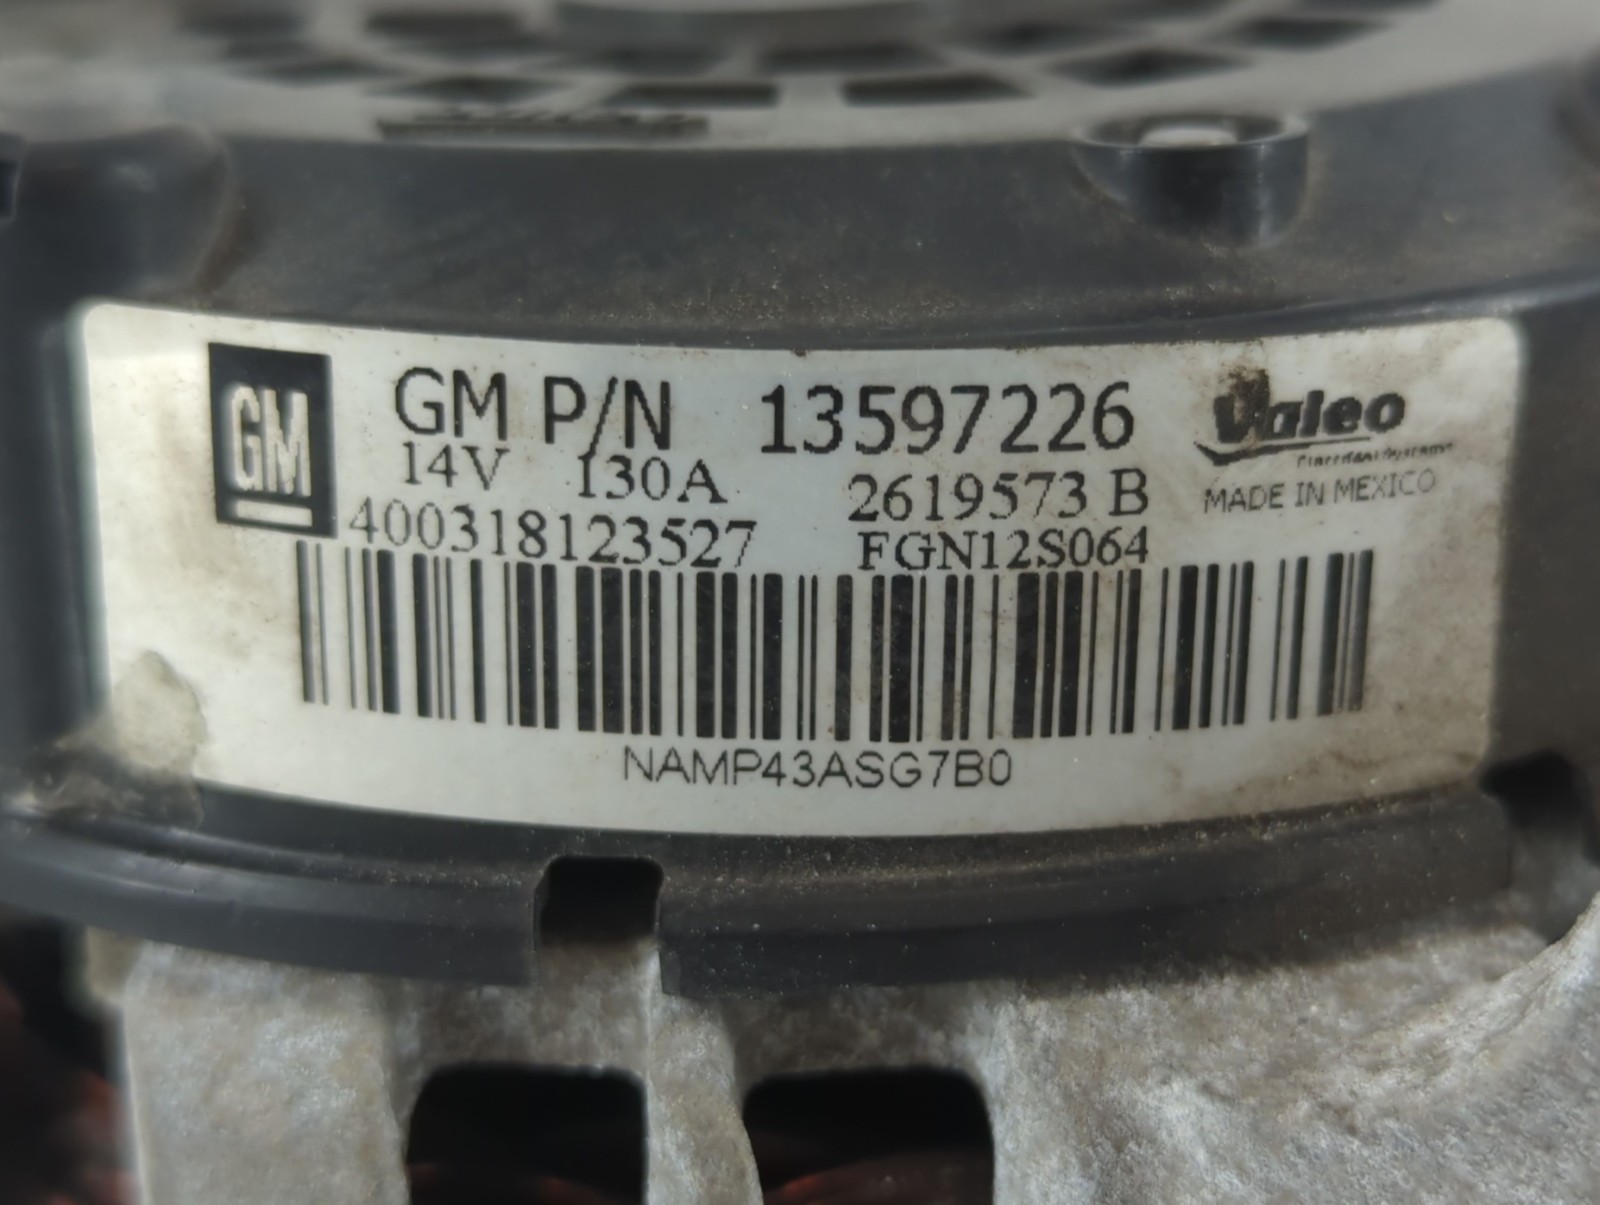 GM GM P/N 13597226 Valeo
14V 130A 2619573 B MADE IN MEXICO
400318123527 FGN12S064
NAMP43ASG7B0